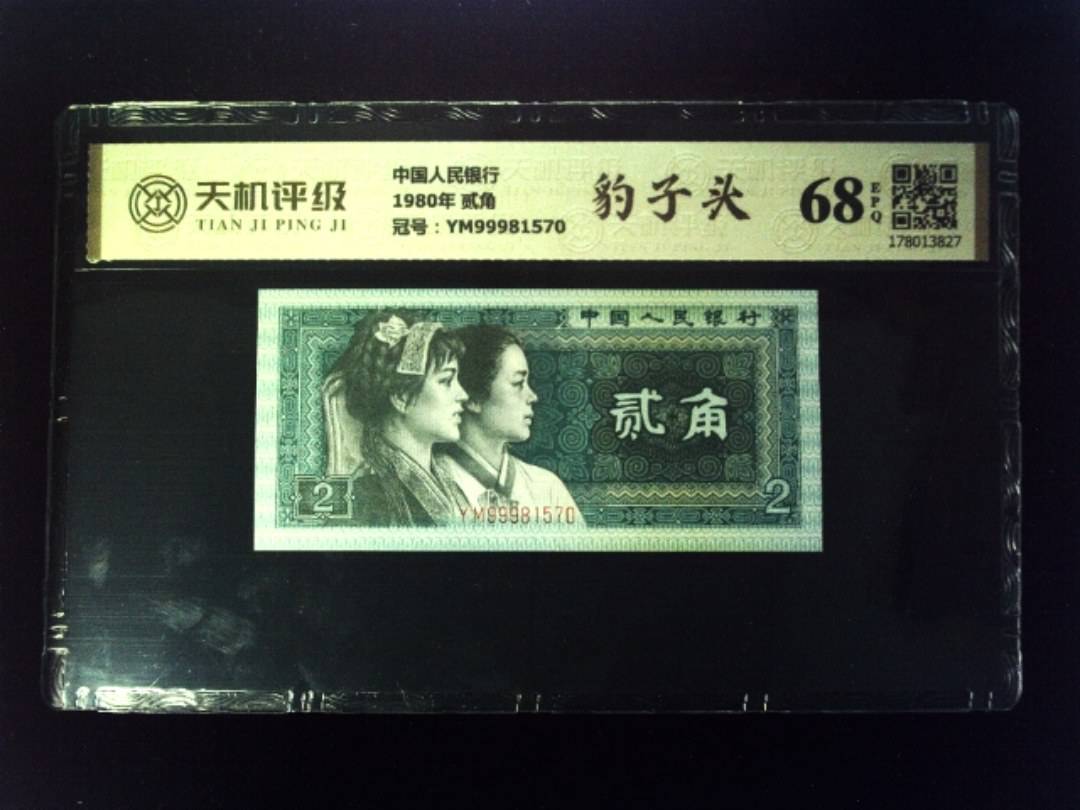 天机评级
TIAN JI PING JI
中国人民银行
1980年 贰角
冠号：YM99981570
豹子头
68
EPQ
178013827
中国人民银行
贰角
2
2
YM99981570